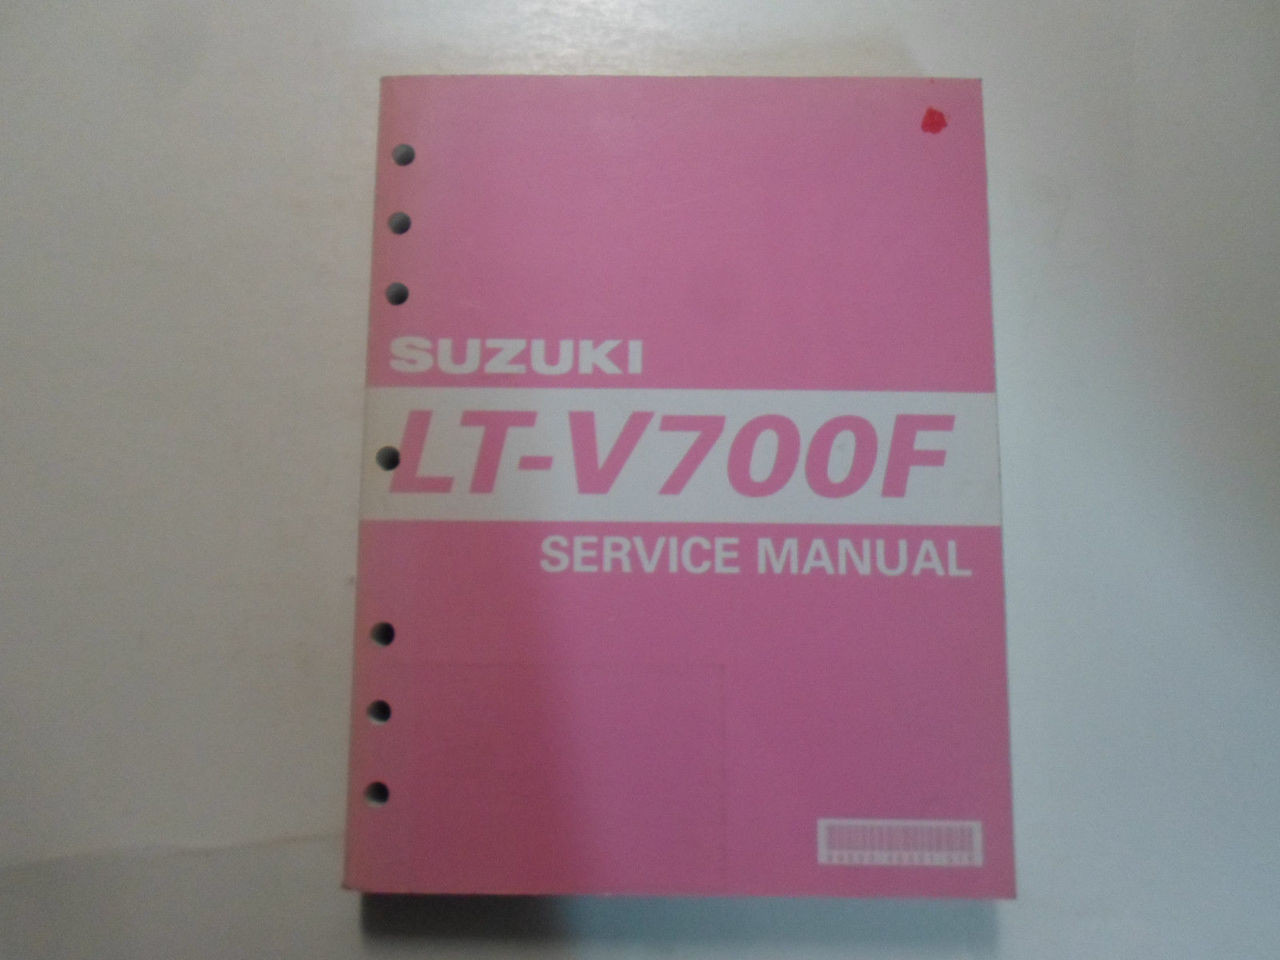 SUZUKI
LT-V700F
SERVICE MANUAL